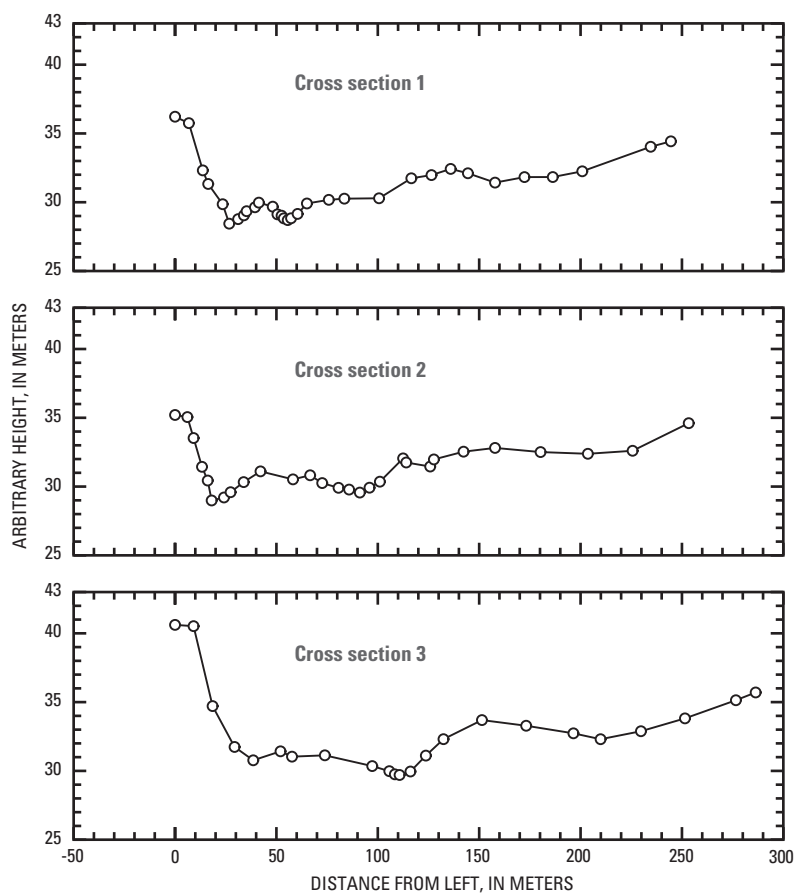 43
40
35
30
25
Cross section 1
43
40
35
30
25
Cross section 2
43
40
35
30
25
Cross section 3
-50 0 50 100 150 200 250 300
ARBITRARY HEIGHT, IN METERS
DISTANCE FROM LEFT, IN METERS